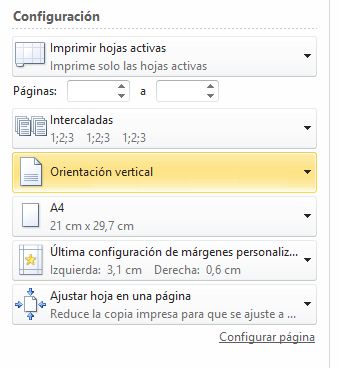 Configuración
Imprimir hojas activas
Imprime solo las hojas activas
Páginas: a
Intercaladas
1;2;3 1;2;3 1;2;3
Orientación vertical
A4
21 cm x 29,7 cm
Última configuración de márgenes personaliz...
Izquierda: 3,1 cm Derecha: 0,6 cm
Ajustar hoja en una página
Reduce la copia impresa para que se ajuste a ...
Configurar página